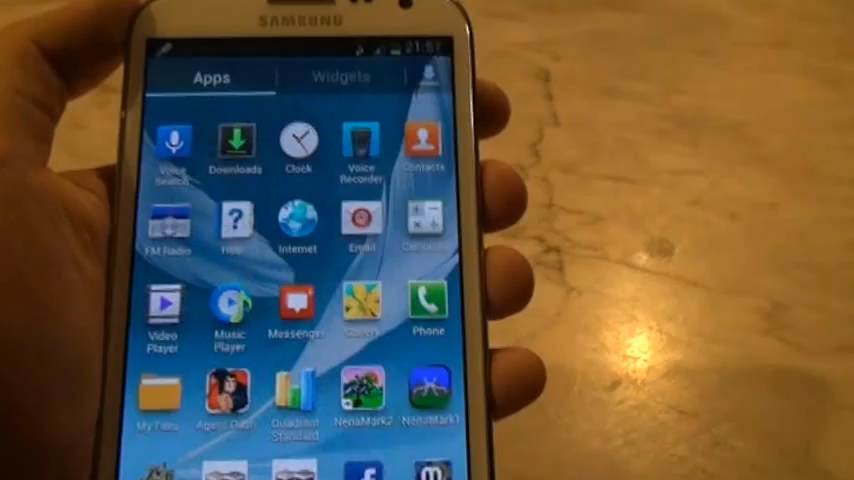 SAMSUNG
21:57
Apps
Widgets
Voice Search
Downloads
Clock
Voice Recorder
Contacts
FM Radio
Help
Internet
Email
Video Player
Music Player
Messenger
Gallery
Phone
My Files
Agent Dash
Quadrant Standard
NenaMark2
NenaMark1